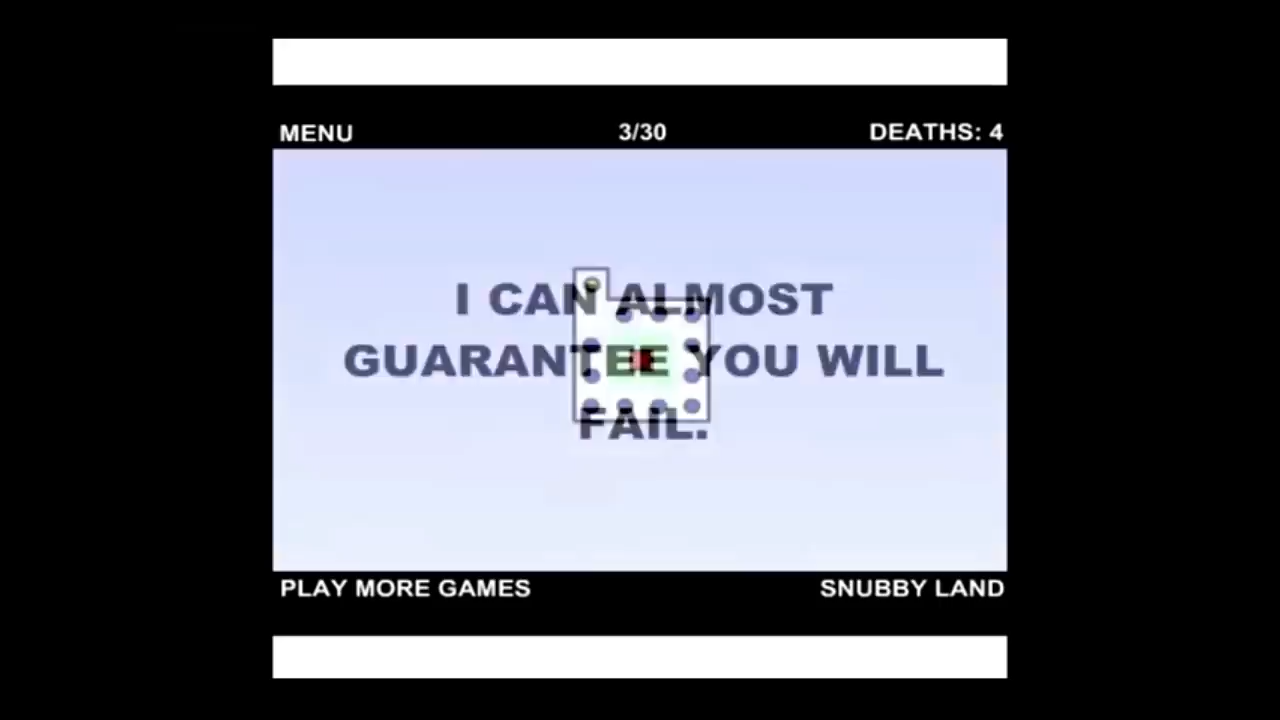 MENU 3/30 DEATHS: 4
I CAN ALMOST
GUARANTEE YOU WILL
FAIL.
PLAY MORE GAMES SNUBBY LAND